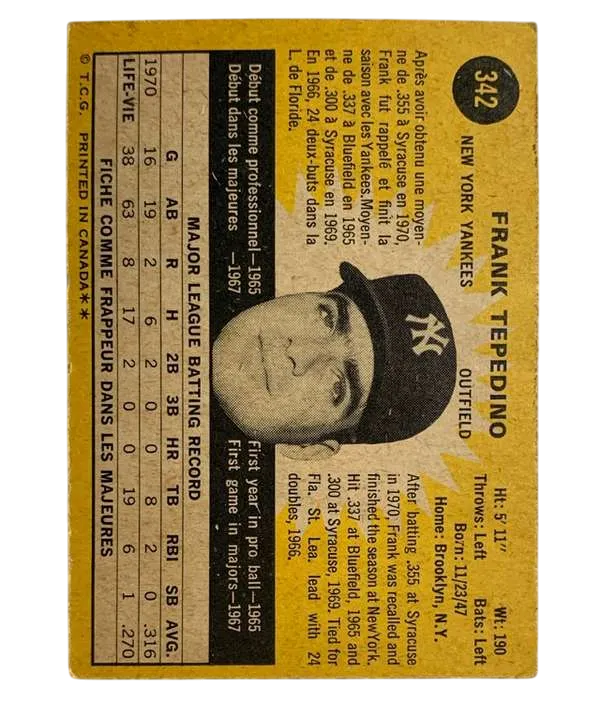 342
FRANK TEPEDINO
NEW YORK YANKEES
OUTFIELD
Ht: 5' 11" Wt: 190
Throws: Left Bats: Left
Born: 11/23/47
Home: Brooklyn, N.Y.
Après avoir obtenu une moyen-
ne de .355 à Syracuse en 1970,
Frank fut rappelé et finit la
saison avec les Yankees. Moyen-
ne de .337 à Bluefield en 1965
et de .300 à Syracuse en 1969.
En 1966, 24 deux-buts dans la
L. de Floride.
After batting .355 at Syracuse
in 1970, Frank was recalled and
finished the season at New York.
Hit .337 at Bluefield, 1965 and
.300 at Syracuse, 1969. Tied for
Fla. St. Lea. lead with 24
doubles, 1966.
Début comme professionnel—1965
Début dans les majeures —1967
First year in pro ball—1965
First game in majors—1967
NY
MAJOR LEAGUE BATTING RECORD
G AB R H 2B 3B HR TB RBI SB AVG.
1970 16 19 2 6 2 0 0 8 2 0 .316
LIFE-VIE 38 63 8 17 2 0 0 19 6 1 .270
FICHE COMME FRAPPEUR DANS LES MAJEURES
© T.C.G. PRINTED IN CANADA**